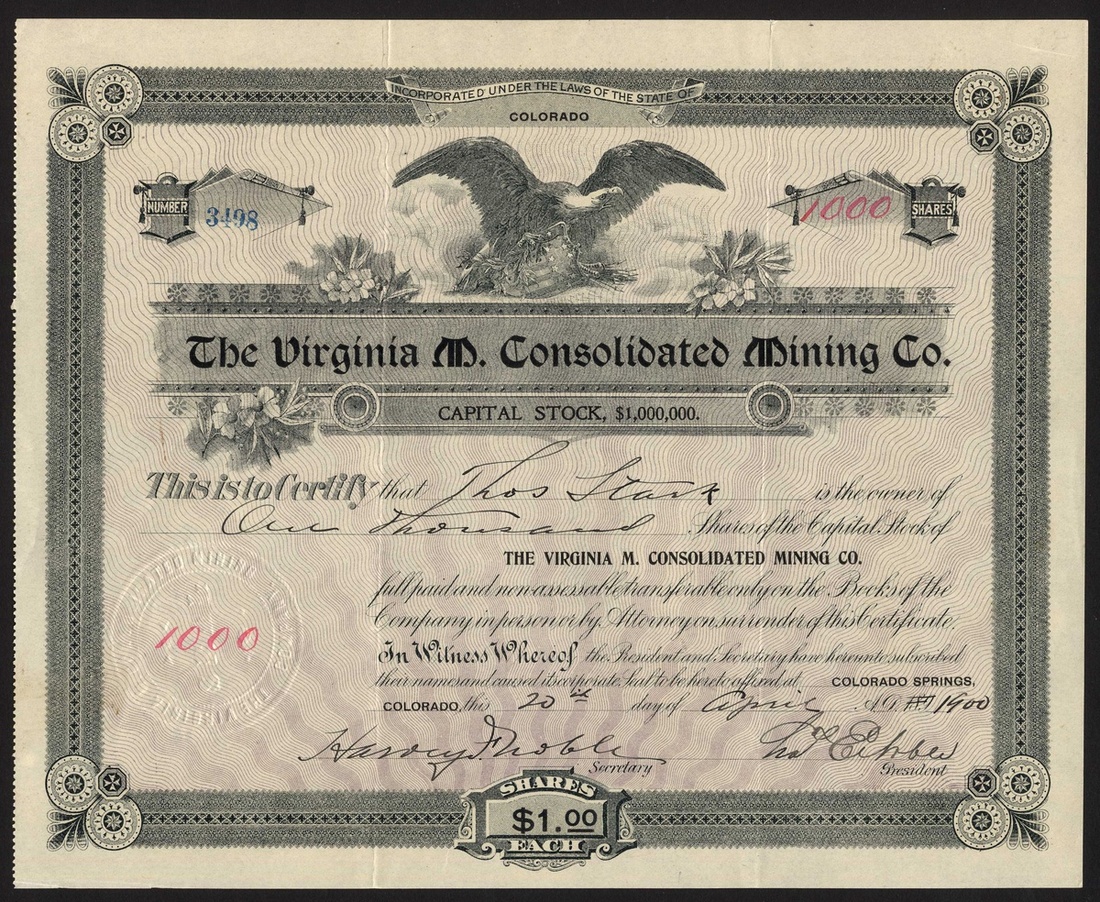 INCORPORATED UNDER THE LAWS OF THE STATE OF
COLORADO
NUMBER 3498
1000 SHARES
The Virginia M. Consolidated Mining Co.
CAPITAL STOCK, $1,000,000.
This is to Certify that Thos Stark is the owner of
One Thousand Shares of the Capital Stock of
THE VIRGINIA M. CONSOLIDATED MINING CO.
full paid and non assessable transferable only on the Books of the
Company in person or by Attorney on surrender of this Certificate.
1000
In Witness Whereof the President and Secretary have hereunto subscribed
their names and caused its corporate Seal to be hereto affixed at COLORADO SPRINGS,
COLORADO, this 20th day of April A.D. 1900
Harvey F. Noble
Secretary President
SHARES
$1.00
EACH